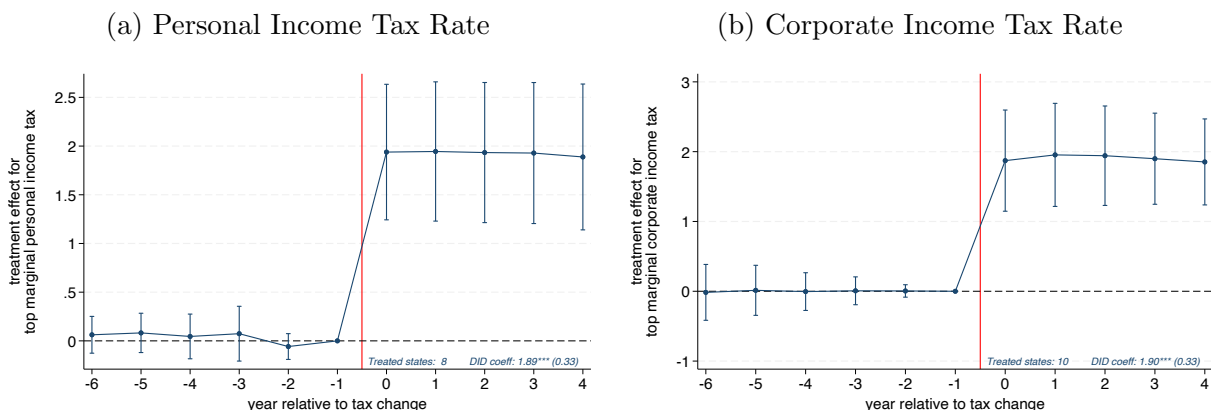 (a) Personal Income Tax Rate
treatment effect for
top marginal personal income tax
2.5
2
1.5
1
.5
0
-6 -5 -4 -3 -2 -1 0 1 2 3 4
year relative to tax change
Treated states: 8 DID coeff: 1.89*** (0.33)
(b) Corporate Income Tax Rate
treatment effect for
top marginal corporate income tax
3
2
1
0
-1
-6 -5 -4 -3 -2 -1 0 1 2 3 4
year relative to tax change
Treated states: 10 DID coeff: 1.90*** (0.33)